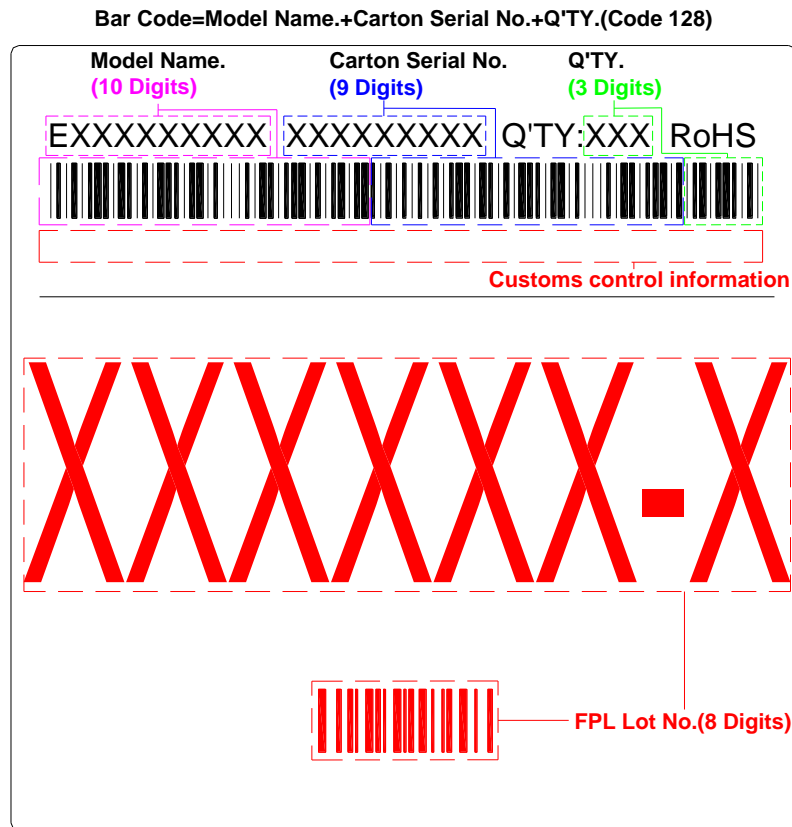 Bar Code=Model Name.+Carton Serial No.+Q'TY.(Code 128)
Model Name. Carton Serial No. Q'TY.
(10 Digits) (9 Digits) (3 Digits)
EXXXXXXXXX XXXXXXXXX Q'TY:XXX RoHS
Customs control information
XXXXXX-X
FPL Lot No.(8 Digits)